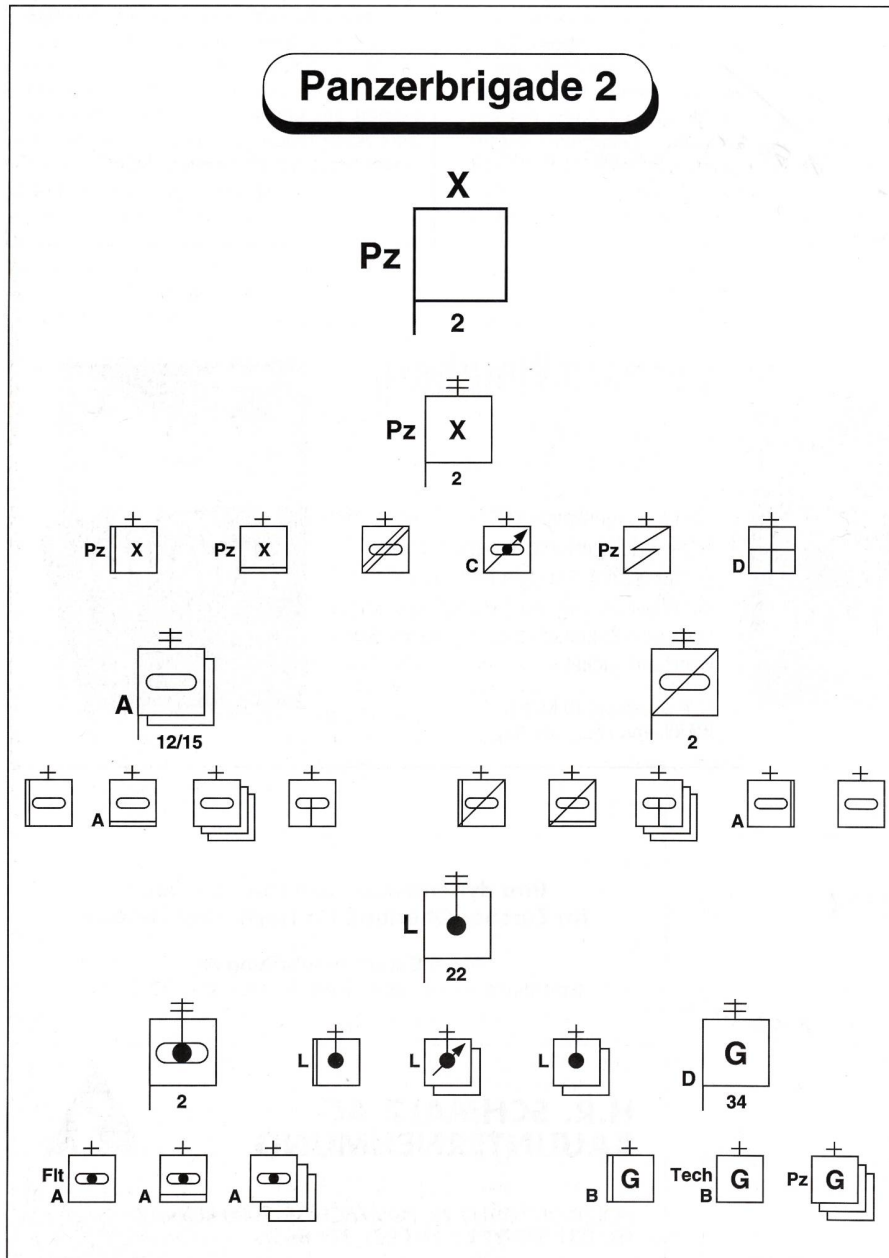 Panzerbrigade 2
X
Pz
2
Pz X
2
Pz X Pz X C Pz D
A
12/15 2
A A
L
22
L L L G
2 D 34
Flt Tech
A A A B G B G Pz G